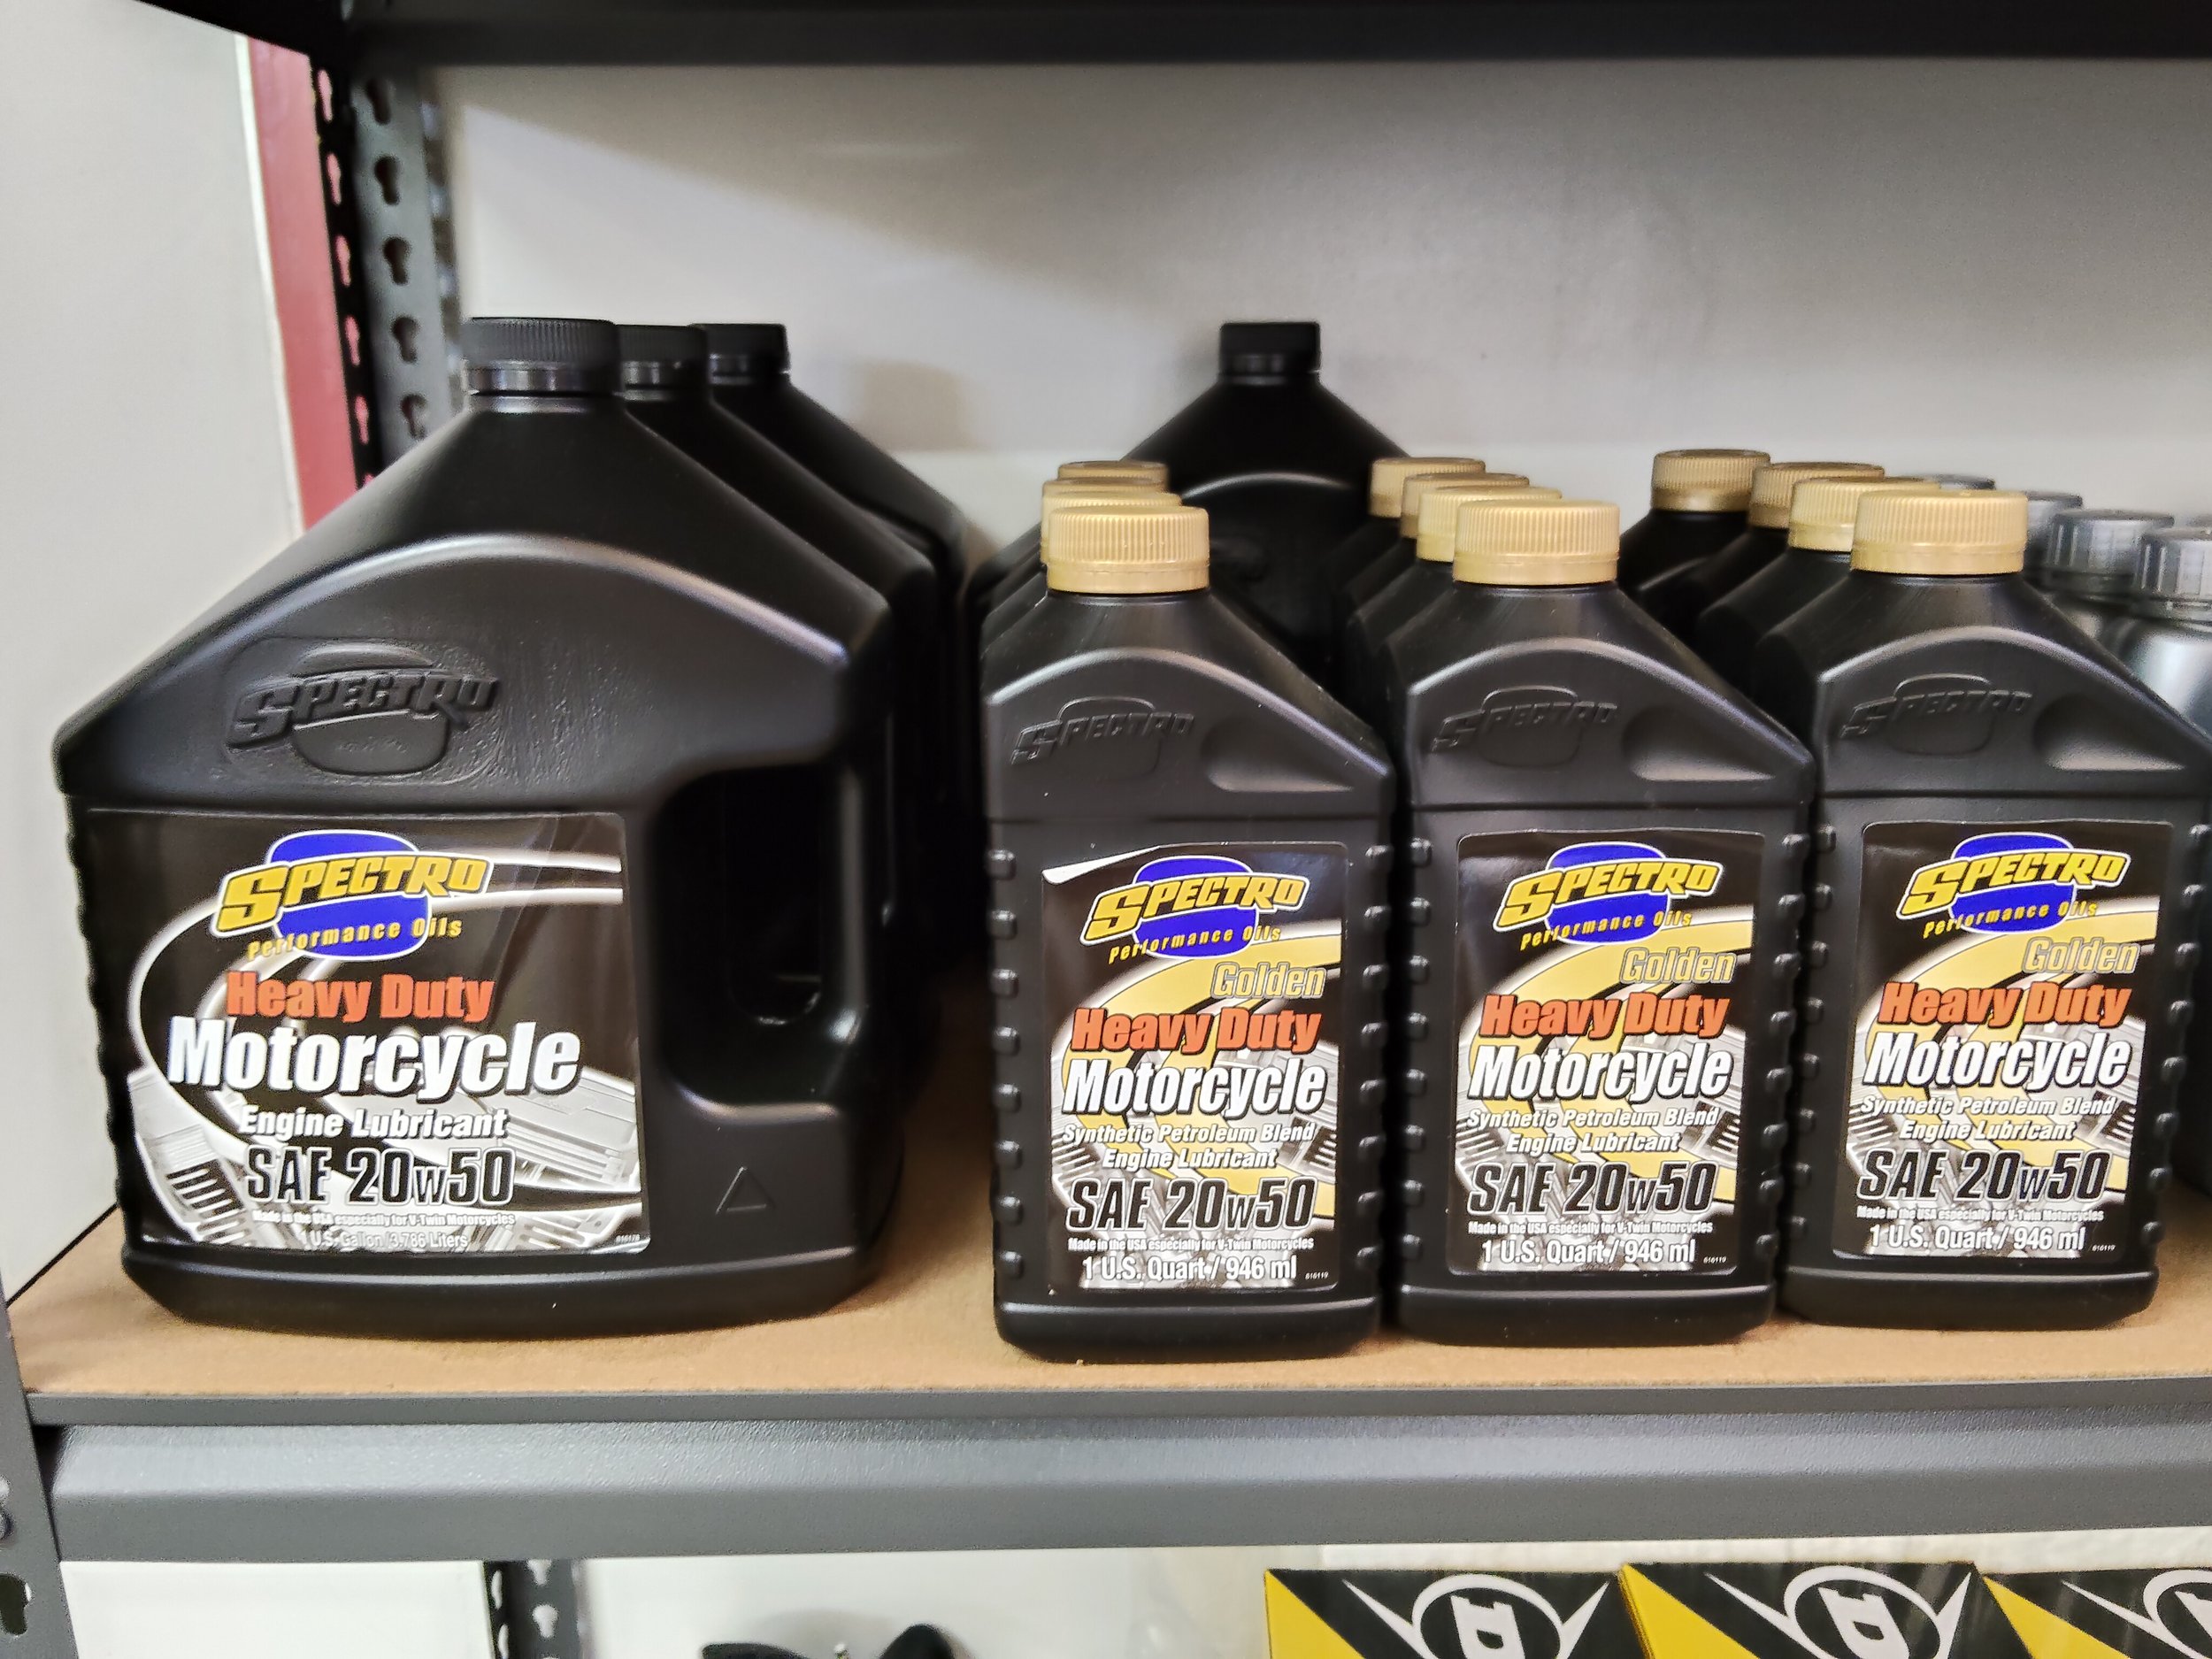 SPECTRO
SPECTRO
Performance Oils
Heavy Duty
Motorcycle
Engine Lubricant
SAE 20w50
Made in the USA especially for V-Twin Motorcycles
1 U.S. Gallon/3.786 Liters
SPECTRO
SPECTRO
Performance Oils
Golden
Heavy Duty
Motorcycle
Synthetic Petroleum Blend
Engine Lubricant
SAE 20w50
Made in the USA especially for V-Twin Motorcycles
1 U.S. Quart / 946 ml
SPECTRO
SPECTRO
Performance Oils
Golden
Heavy Duty
Motorcycle
Synthetic Petroleum Blend
Engine Lubricant
SAE 20w50
Made in the USA especially for V-Twin Motorcycles
1 U.S. Quart / 946 ml
SPECTRO
SPECTRO
Performance Oils
Golden
Heavy Duty
Motorcycle
Synthetic Petroleum Blend
Engine Lubricant
SAE 20w50
Made in the USA especially for V-Twin Motorcycles
1 U.S. Quart / 946 ml
D
D